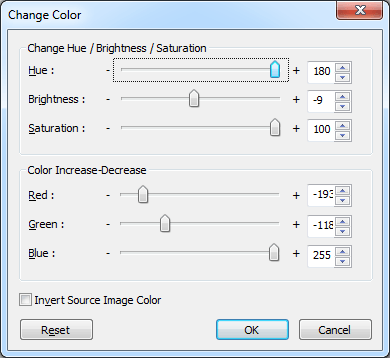 Change Color
Change Hue / Brightness / Saturation
Hue : - + 180
Brightness : - + -9
Saturation : - + 100
Color Increase-Decrease
Red : - + -193
Green : - + -118
Blue : - + 255
Invert Source Image Color
Reset OK Cancel